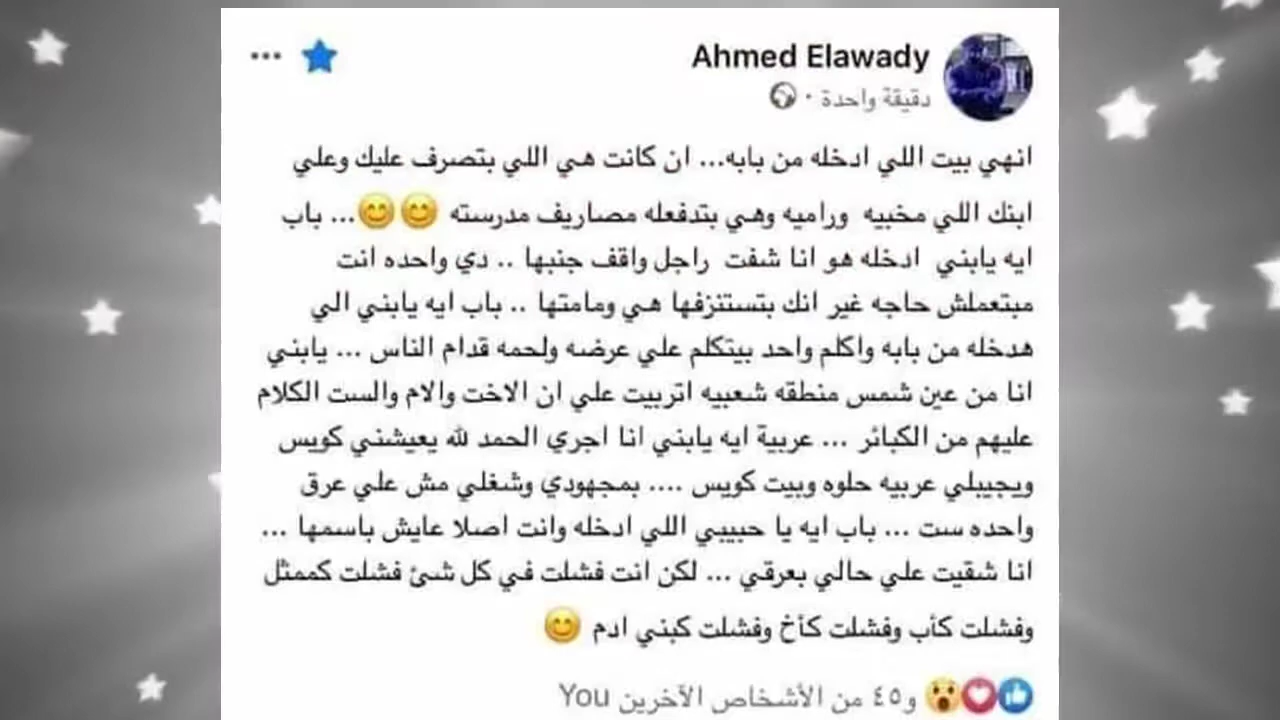 Ahmed Elawady
دقيقة واحدة ·
انهي بيت اللي ادخله من بابه... ان كانت هي اللي بتصرف عليك وعلي
ابنك اللي مخبيه وراميه وهي بتدفعله مصاريف مدرسته 😊😊... باب
ايه يابني ادخله هو انا شفت راجل واقف جنبها .. دي واحده انت
مبتعملش حاجه غير انك بتستنزفها هي ومامتها .. باب ايه يابني الي
هدخله من بابه واكلم واحد بيتكلم علي عرضه ولحمه قدام الناس ... يابني
انا من عين شمس منطقه شعبيه اتربيت علي ان الاخت والام والست الكلام
عليهم من الكبائر ... عربية ايه يابني انا اجري الحمد لله يعيشني كويس
ويجيبلي عربيه حلوه وبيت كويس .... بمجهودي وشغلي مش علي عرق
واحده ست ... باب ايه يا حبيبي اللي ادخله وانت اصلا عايش باسمها ...
انا شقيت علي حالي بعرقي ... لكن انت فشلت في كل شئ فشلت كممثل
وفشلت كأب وفشلت كأخ وفشلت كبني ادم 😊
و٤٥ من الأشخاص الآخرين You